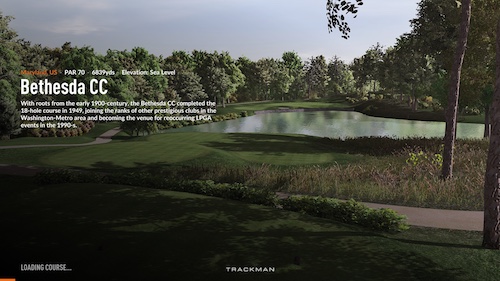 Maryland, US • PAR 70 • 6839yds • Elevation: Sea Level
Bethesda CC
With roots from the early 1900-century, the Bethesda CC completed the
18-hole course in 1949, joining the ranks of other prestigious clubs in the
Washington-Metro area and becoming the venue for reoccuiring LPGA
events in the 1990-s.
LOADING COURSE...
TRACKMAN